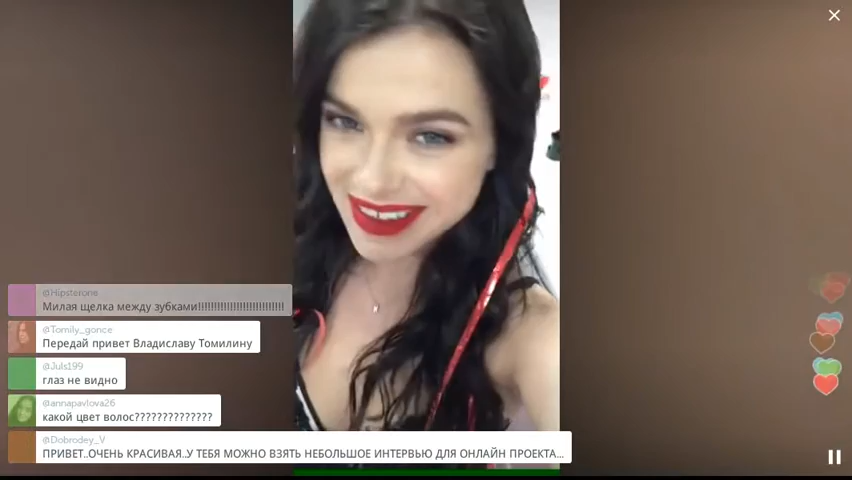 @Hipsterone
Милая щелка между зубками!!!!!!!!!!!!!!!!!!!!!!!!!!!
@Tomily_gonce
Передай привет Владиславу Томилину
@Juls199
глаз не видно
@annapavlova26
какой цвет волос??????????????
@Dobrodey_V
ПРИВЕТ..ОЧЕНЬ КРАСИВАЯ..У ТЕБЯ МОЖНО ВЗЯТЬ НЕБОЛЬШОЕ ИНТЕРВЬЮ ДЛЯ ОНЛАЙН ПРОЕКТА...